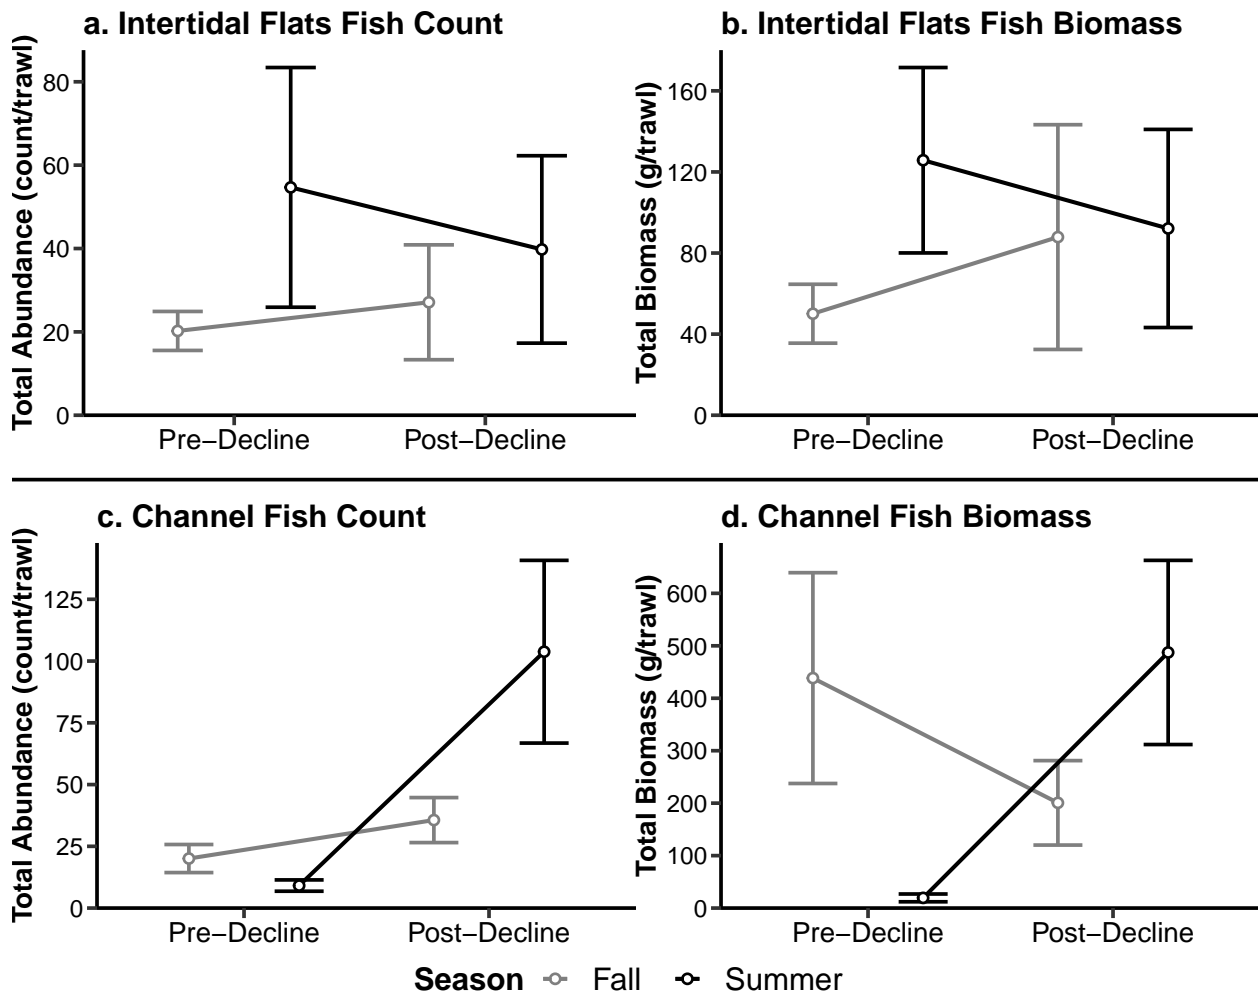 a. Intertidal Flats Fish Count
Total Abundance (count/trawl)
80
60
40
20
0
Pre−Decline
Post−Decline
b. Intertidal Flats Fish Biomass
Total Biomass (g/trawl)
160
120
80
40
0
Pre−Decline
Post−Decline
c. Channel Fish Count
Total Abundance (count/trawl)
125
100
75
50
25
0
Pre−Decline
Post−Decline
d. Channel Fish Biomass
Total Biomass (g/trawl)
600
500
400
300
200
100
0
Pre−Decline
Post−Decline
Season Fall Summer